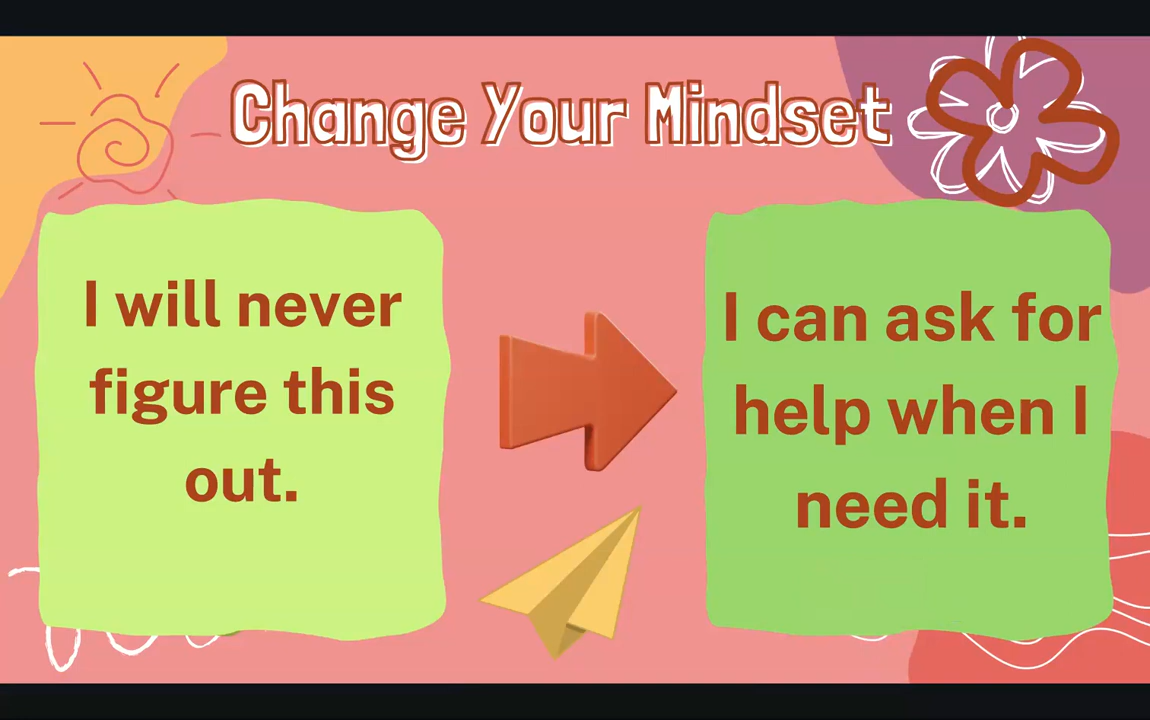 Change Your Mindset
I will never
figure this
out.
I can ask for
help when I
need it.